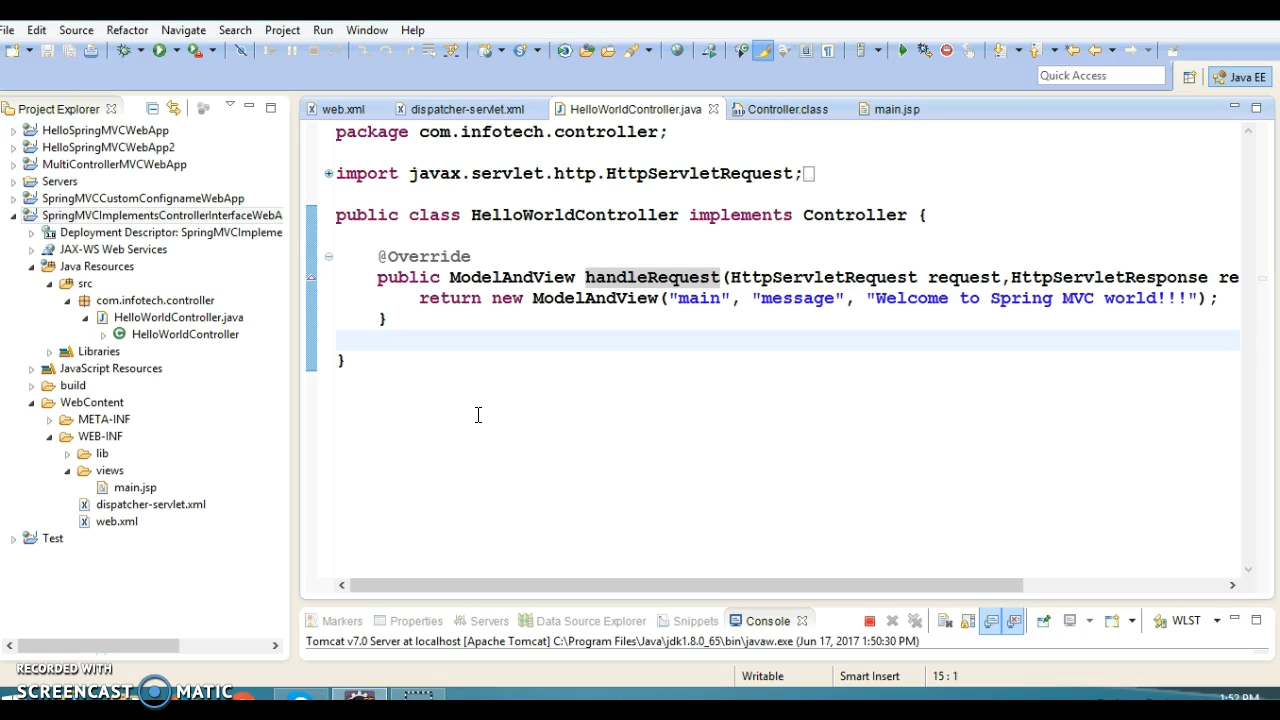 File Edit Source Refactor Navigate Search Project Run Window Help
Quick Access
Java EE
Project Explorer
web.xml dispatcher-servlet.xml HelloWorldController.java Controller.class main.jsp
HelloSpringMVCWebApp
HelloSpringMVCWebApp2
MultiControllerMVCWebApp
Servers
SpringMVCCustomConfignameWebApp
SpringMVCImplementsControllerInterfaceWebA
Deployment Descriptor: SpringMVCImpleme
JAX-WS Web Services
Java Resources
src
com.infotech.controller
HelloWorldController.java
HelloWorldController
Libraries
JavaScript Resources
build
WebContent
META-INF
WEB-INF
lib
views
main.jsp
dispatcher-servlet.xml
web.xml
Test
package com.infotech.controller;
import javax.servlet.http.HttpServletRequest;
public class HelloWorldController implements Controller {
@Override
public ModelAndView handleRequest(HttpServletRequest request,HttpServletResponse re
return new ModelAndView("main", "message", "Welcome to Spring MVC world!!!");
}
}
Markers Properties Servers Data Source Explorer Snippets Console
WLST
Tomcat v7.0 Server at localhost [Apache Tomcat] C:\Program Files\Java\jdk1.8.0_65\bin\javaw.exe (Jun 17, 2017 1:50:30 PM)
Writable Smart Insert 15 : 1
RECORDED WITH
SCREENCAST MATIC
1:52 PM